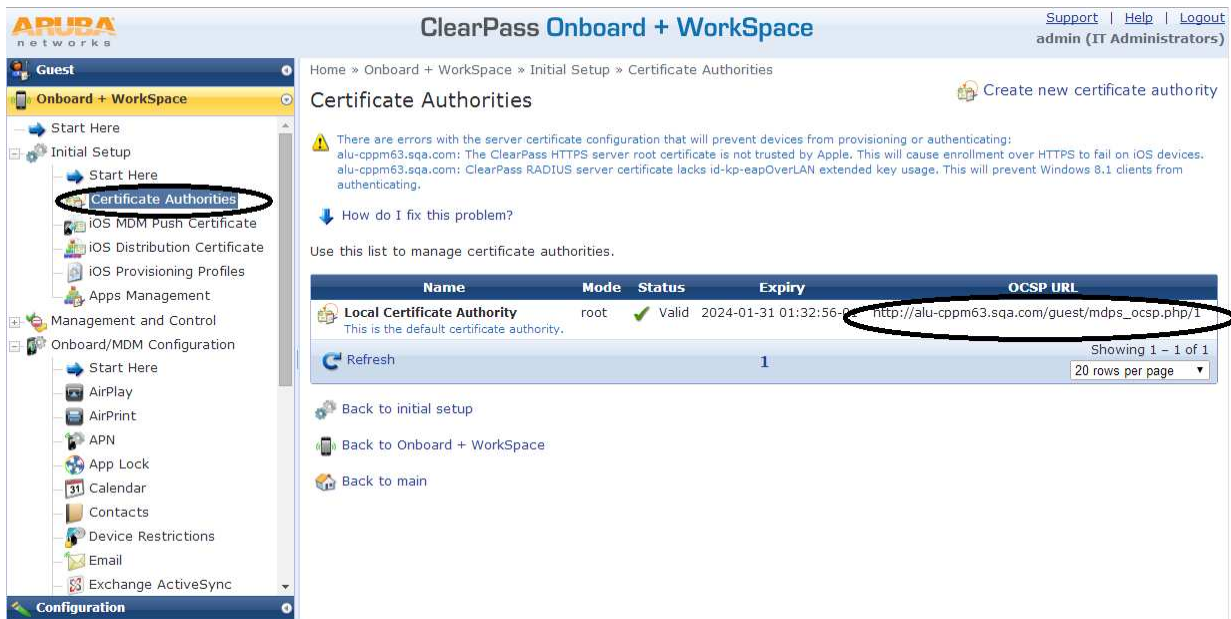 ARUBA
networks
ClearPass Onboard + WorkSpace
Support | Help | Logout
admin (IT Administrators)
Guest
Onboard + WorkSpace
Start Here
Initial Setup
Start Here
Certificate Authorities
iOS MDM Push Certificate
iOS Distribution Certificate
iOS Provisioning Profiles
Apps Management
Management and Control
Onboard/MDM Configuration
Start Here
AirPlay
AirPrint
APN
App Lock
31 Calendar
Contacts
Device Restrictions
Email
Exchange ActiveSync
Configuration
Home » Onboard + WorkSpace » Initial Setup » Certificate Authorities
Certificate Authorities
Create new certificate authority
There are errors with the server certificate configuration that will prevent devices from provisioning or authenticating:
alu-cppm63.sqa.com: The ClearPass HTTPS server root certificate is not trusted by Apple. This will cause enrollment over HTTPS to fail on iOS devices.
alu-cppm63.sqa.com: ClearPass RADIUS server certificate lacks id-kp-eapOverLAN extended key usage. This will prevent Windows 8.1 clients from
authenticating.
How do I fix this problem?
Use this list to manage certificate authorities.
Name Mode Status Expiry OCSP URL
Local Certificate Authority root Valid 2024-01-31 01:32:56 http://alu-cppm63.sqa.com/guest/mdps_ocsp.php/1
This is the default certificate authority.
Refresh 1 Showing 1 – 1 of 1
20 rows per page
Back to initial setup
Back to Onboard + WorkSpace
Back to main